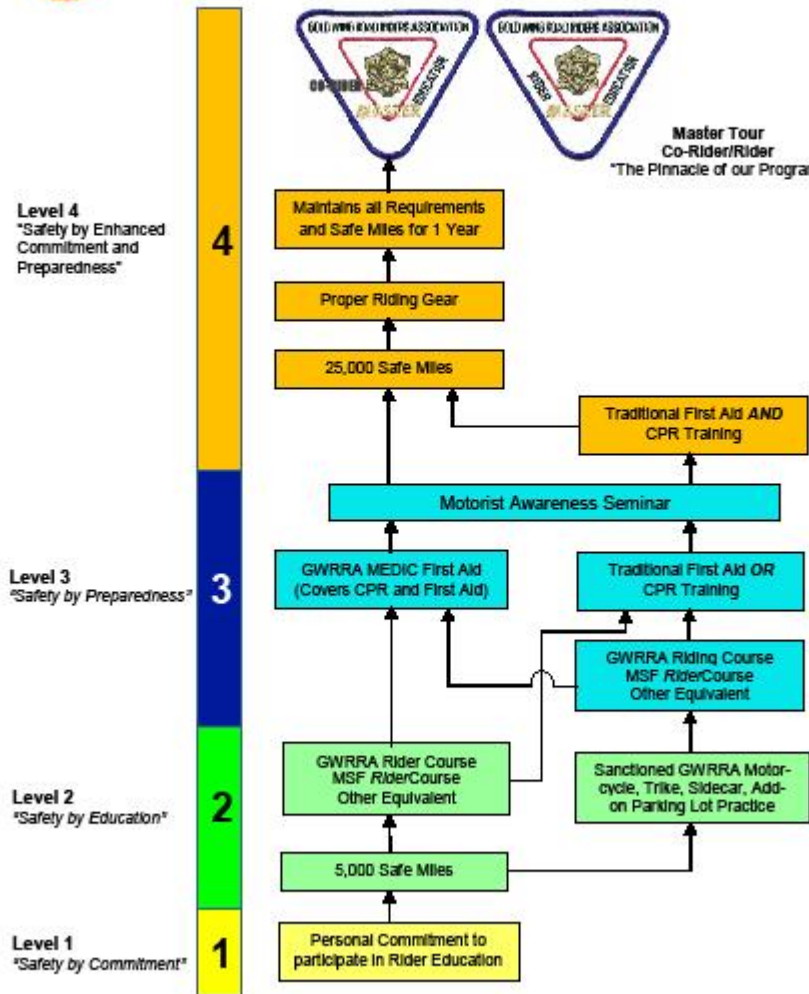 GOLD WING ROAD RIDERS ASSOCIATION
CO-RIDER
EDUCATION
MASTER
GOLD WING ROAD RIDERS ASSOCIATION
RIDER
EDUCATION
MASTER
Master Tour
Co-Rider/Rider
"The Pinnacle of our Program
Level 4
"Safety by Enhanced
Commitment and
Preparedness"
4
Maintains all Requirements
and Safe Miles for 1 Year
Proper Riding Gear
25,000 Safe Miles
Traditional First Aid AND
CPR Training
Motorist Awareness Seminar
Level 3
"Safety by Preparedness"
3
GWRRA MEDIC First Aid
(Covers CPR and First Aid)
Traditional First Aid OR
CPR Training
GWRRA Riding Course
MSF RiderCourse
Other Equivalent
Level 2
"Safety by Education"
2
GWRRA Rider Course
MSF RiderCourse
Other Equivalent
Sanctioned GWRRA Motor-
cycle, Trike, Sidecar, Add-
on Parking Lot Practice
5,000 Safe Miles
Level 1
"Safety by Commitment"
1
Personal Commitment to
participate in Rider Education